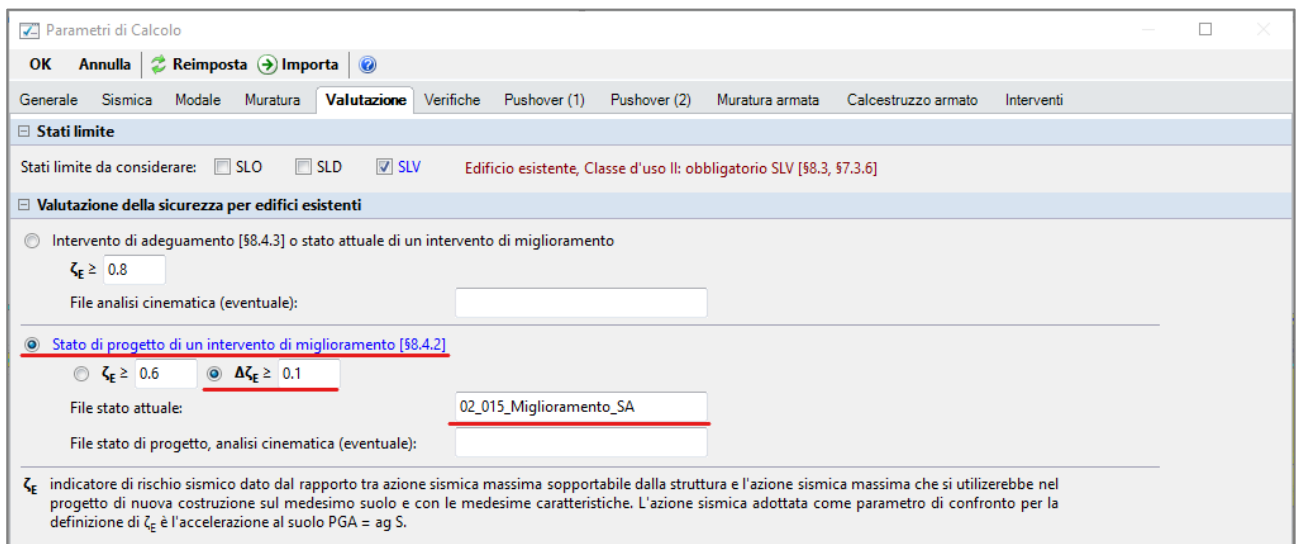 Parametri di Calcolo
OK Annulla Reimposta Importa
Generale Sismica Modale Muratura Valutazione Verifiche Pushover (1) Pushover (2) Muratura armata Calcestruzzo armato Interventi
Stati limite
Stati limite da considerare: SLO SLD SLV Edificio esistente, Classe d'uso II: obbligatorio SLV [§8.3, §7.3.6]
Valutazione della sicurezza per edifici esistenti
Intervento di adeguamento [§8.4.3] o stato attuale di un intervento di miglioramento
ζE ≥ 0.8
File analisi cinematica (eventuale):
Stato di progetto di un intervento di miglioramento [§8.4.2]
ζE ≥ 0.6 ΔζE ≥ 0.1
File stato attuale: 02_015_Miglioramento_SA
File stato di progetto, analisi cinematica (eventuale):
ζE indicatore di rischio sismico dato dal rapporto tra azione sismica massima sopportabile dalla struttura e l'azione sismica massima che si utilizerebbe nel
progetto di nuova costruzione sul medesimo suolo e con le medesime caratteristiche. L'azione sismica adottata come parametro di confronto per la
definizione di ζE è l'accelerazione al suolo PGA = ag S.